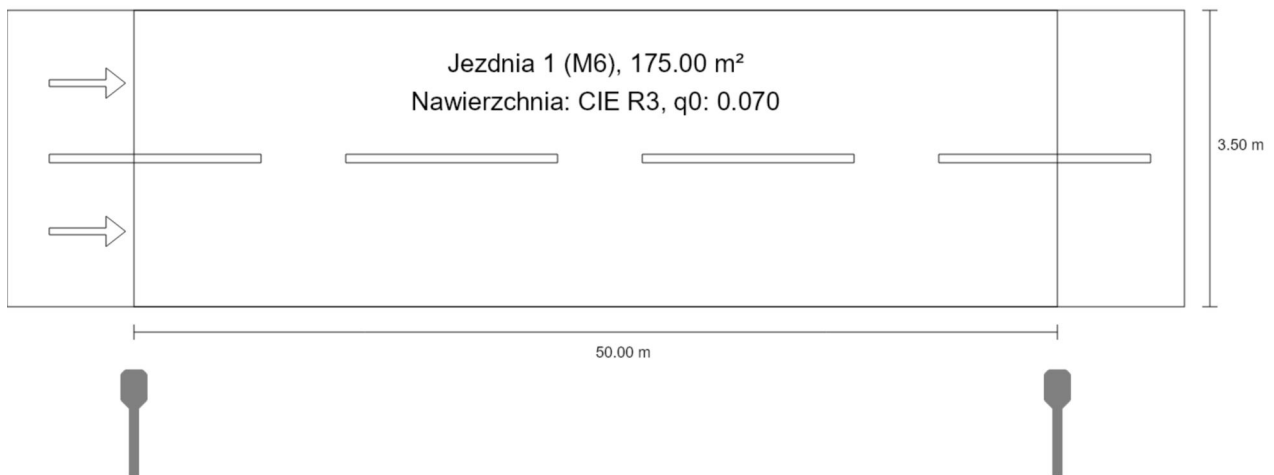 Jezdnia 1 (M6), 175.00 m²
Nawierzchnia: CIE R3, q0: 0.070
3.50 m
50.00 m